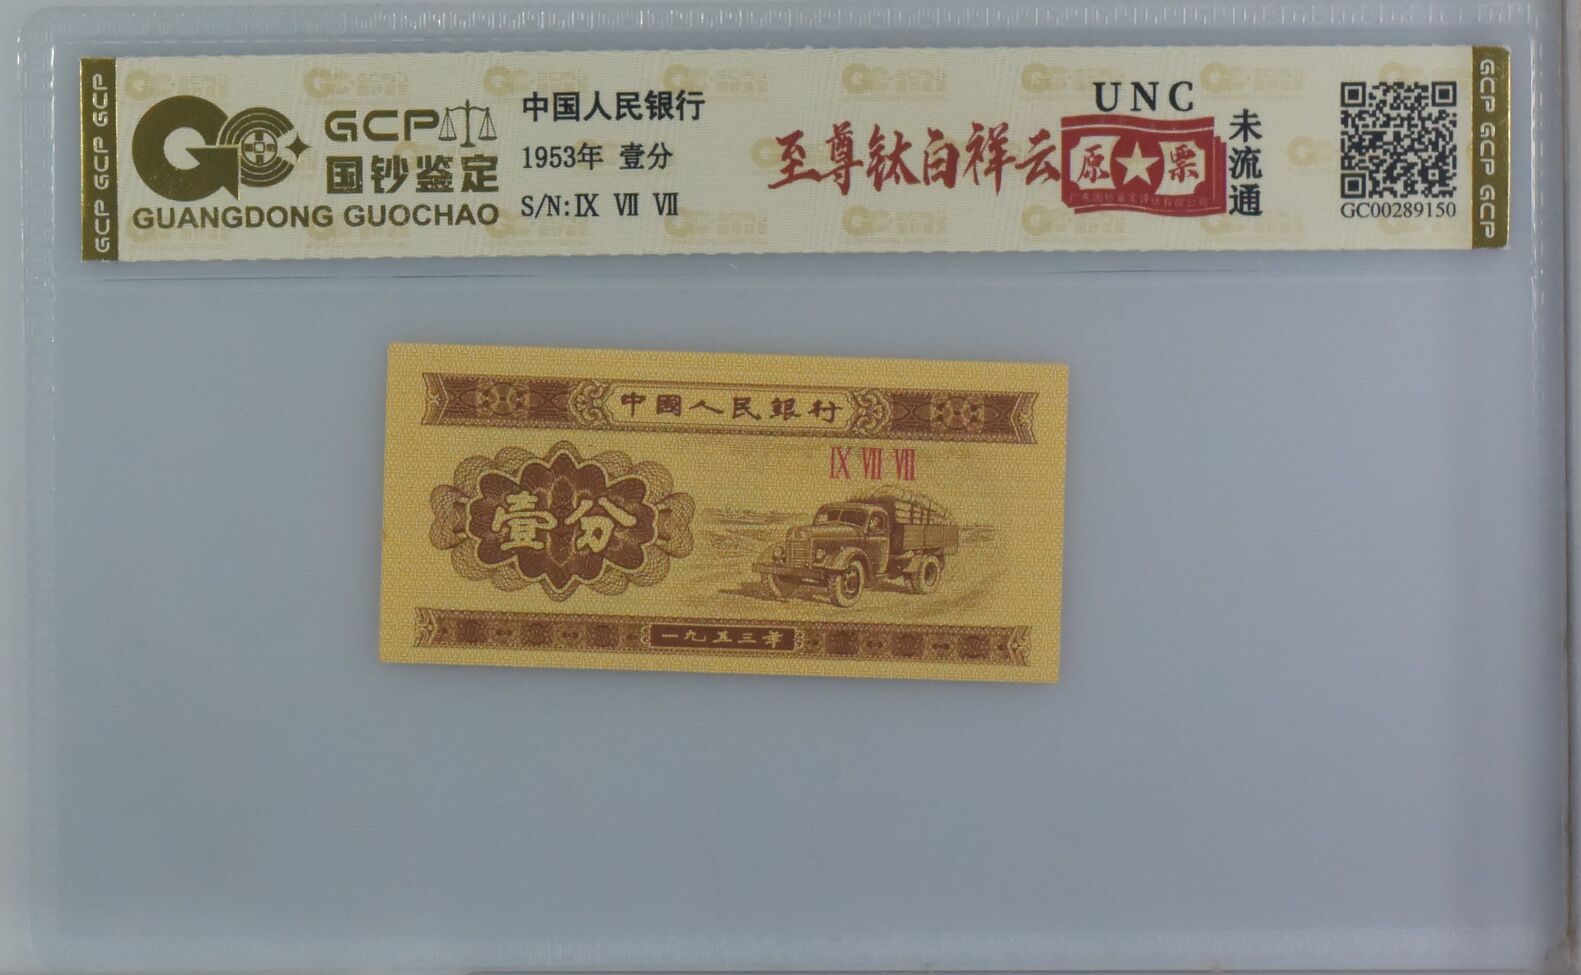 GCP GCP GCP
GCP
国钞鉴定
GUANGDONG GUOCHAO
中国人民银行
1953年 壹分
S/N:Ⅸ Ⅶ Ⅶ
至尊钛白祥云
UNC
原★票
未流通
GC00289150
GCP GCP GCP
中國人民銀行
Ⅸ Ⅶ Ⅶ
壹分
一九五三年